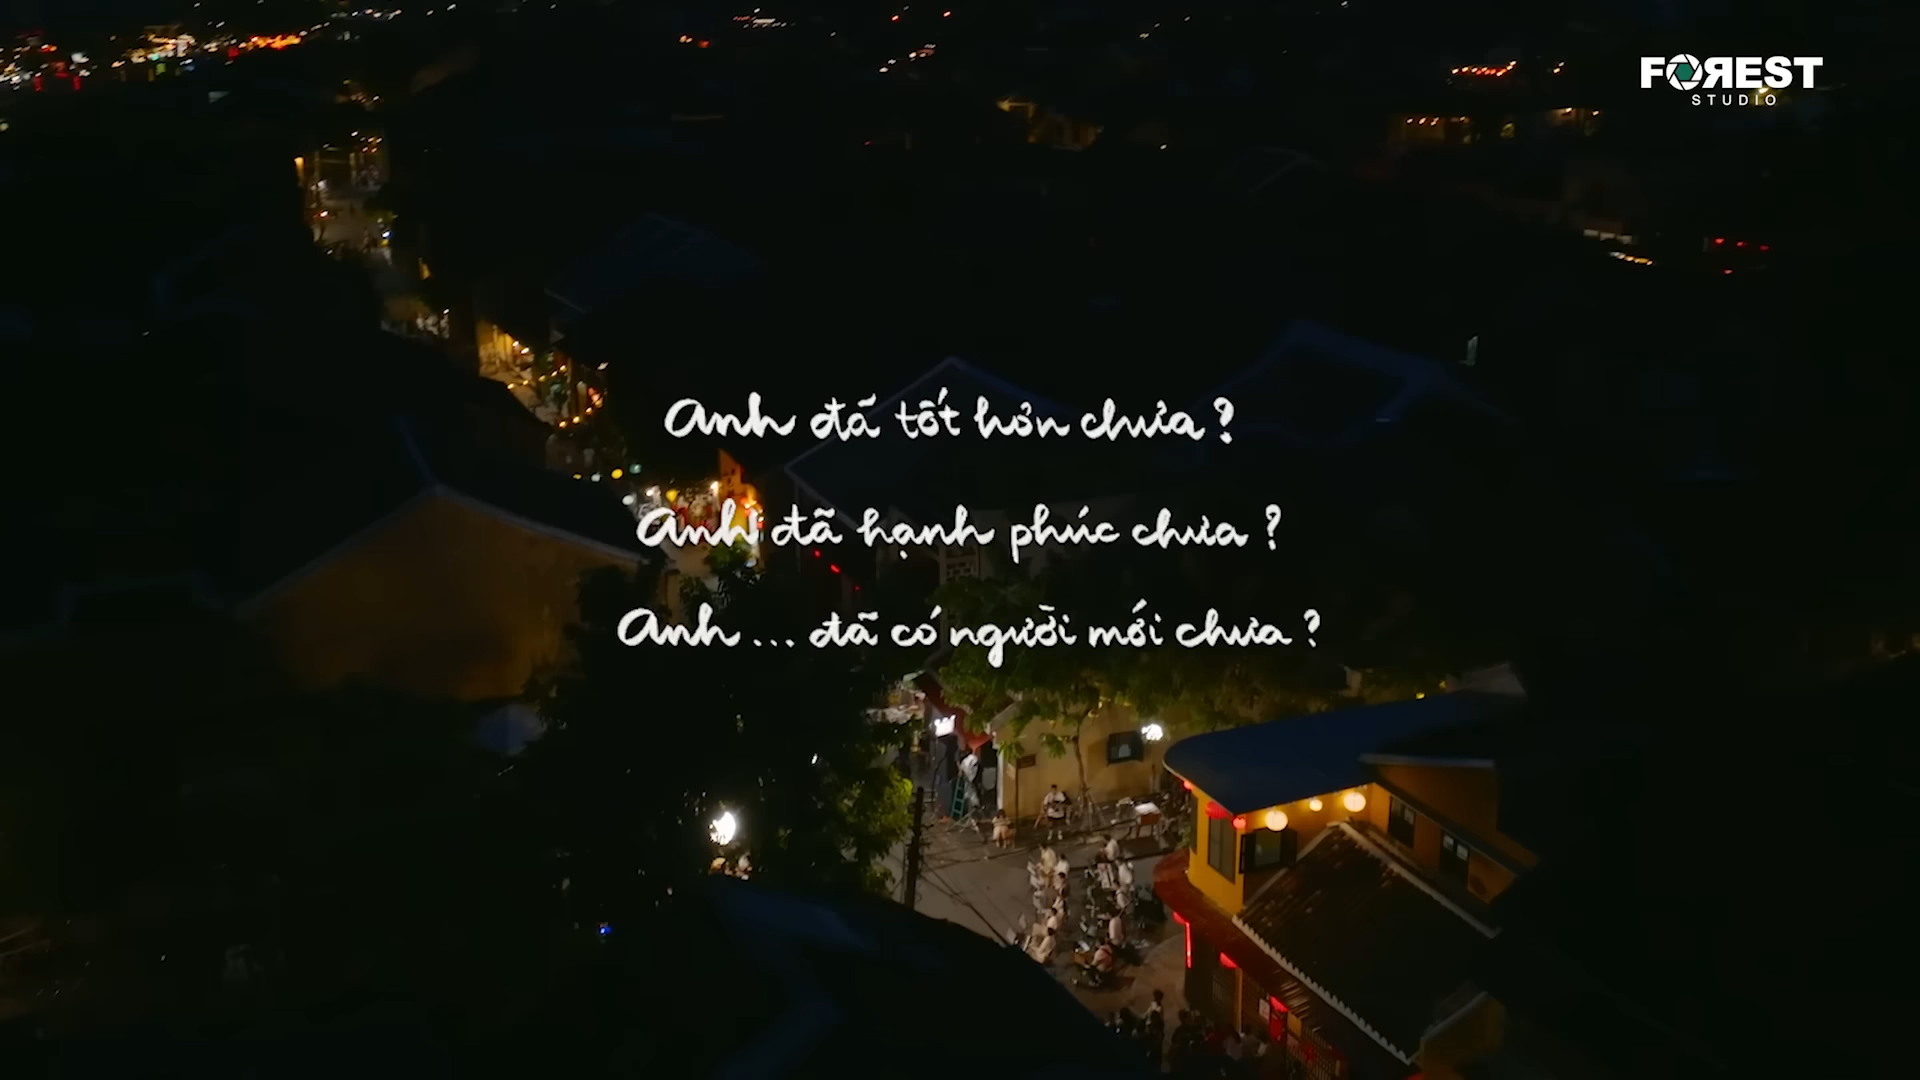 FOREST
STUDIO
Anh đã tốt hơn chưa?
Anh đã hạnh phúc chưa?
Anh... đã có người mới chưa?